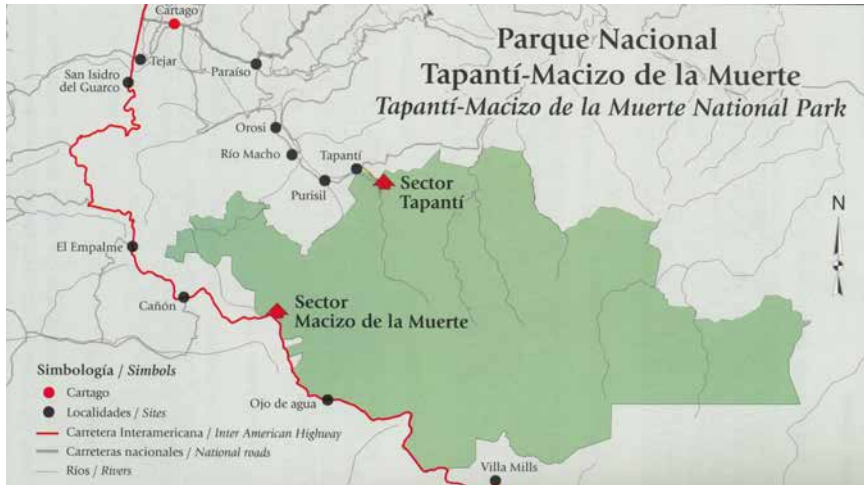 Parque Nacional
Tapantí-Macizo de la Muerte
Tapantí-Macizo de la Muerte National Park
Cartago
Tejar
Paraíso
San Isidro
del Guarco
Orosi
Río Macho
Tapantí
Purisil
Sector
Tapantí
N
El Empalme
Cañón
Sector
Macizo de la Muerte
Ojo de agua
Villa Mills
Simbología / Símbols
Cartago
Localidades / Sites
Carretera Interamericana / Inter American Highway
Carreteras nacionales / National roads
Ríos / Rivers